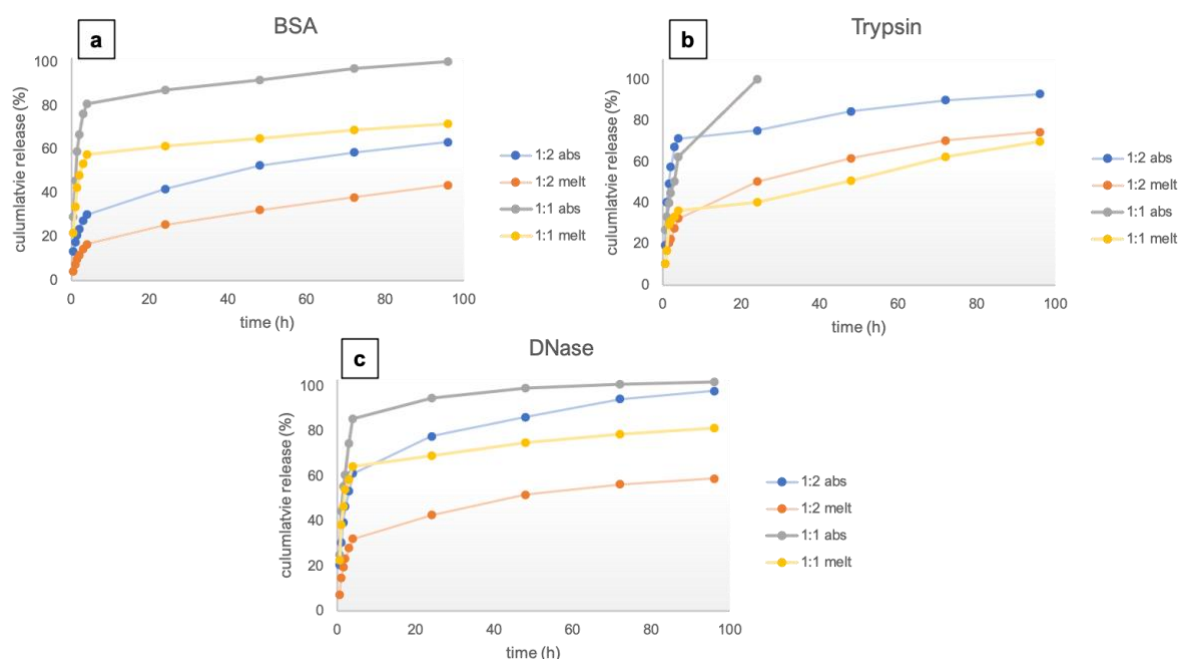 a
BSA
culumlatvie release (%)
100
80
60
40
20
0
0 20 40 60 80 100
time (h)
1:2 abs
1:2 melt
1:1 abs
1:1 melt
b
Trypsin
culumlatvie release (%)
100
80
60
40
20
0
0 20 40 60 80 100
time (h)
1:2 abs
1:2 melt
1:1 abs
1:1 melt
c
DNase
culumlatvie release (%)
100
80
60
40
20
0
0 20 40 60 80 100
time (h)
1:2 abs
1:2 melt
1:1 abs
1:1 melt